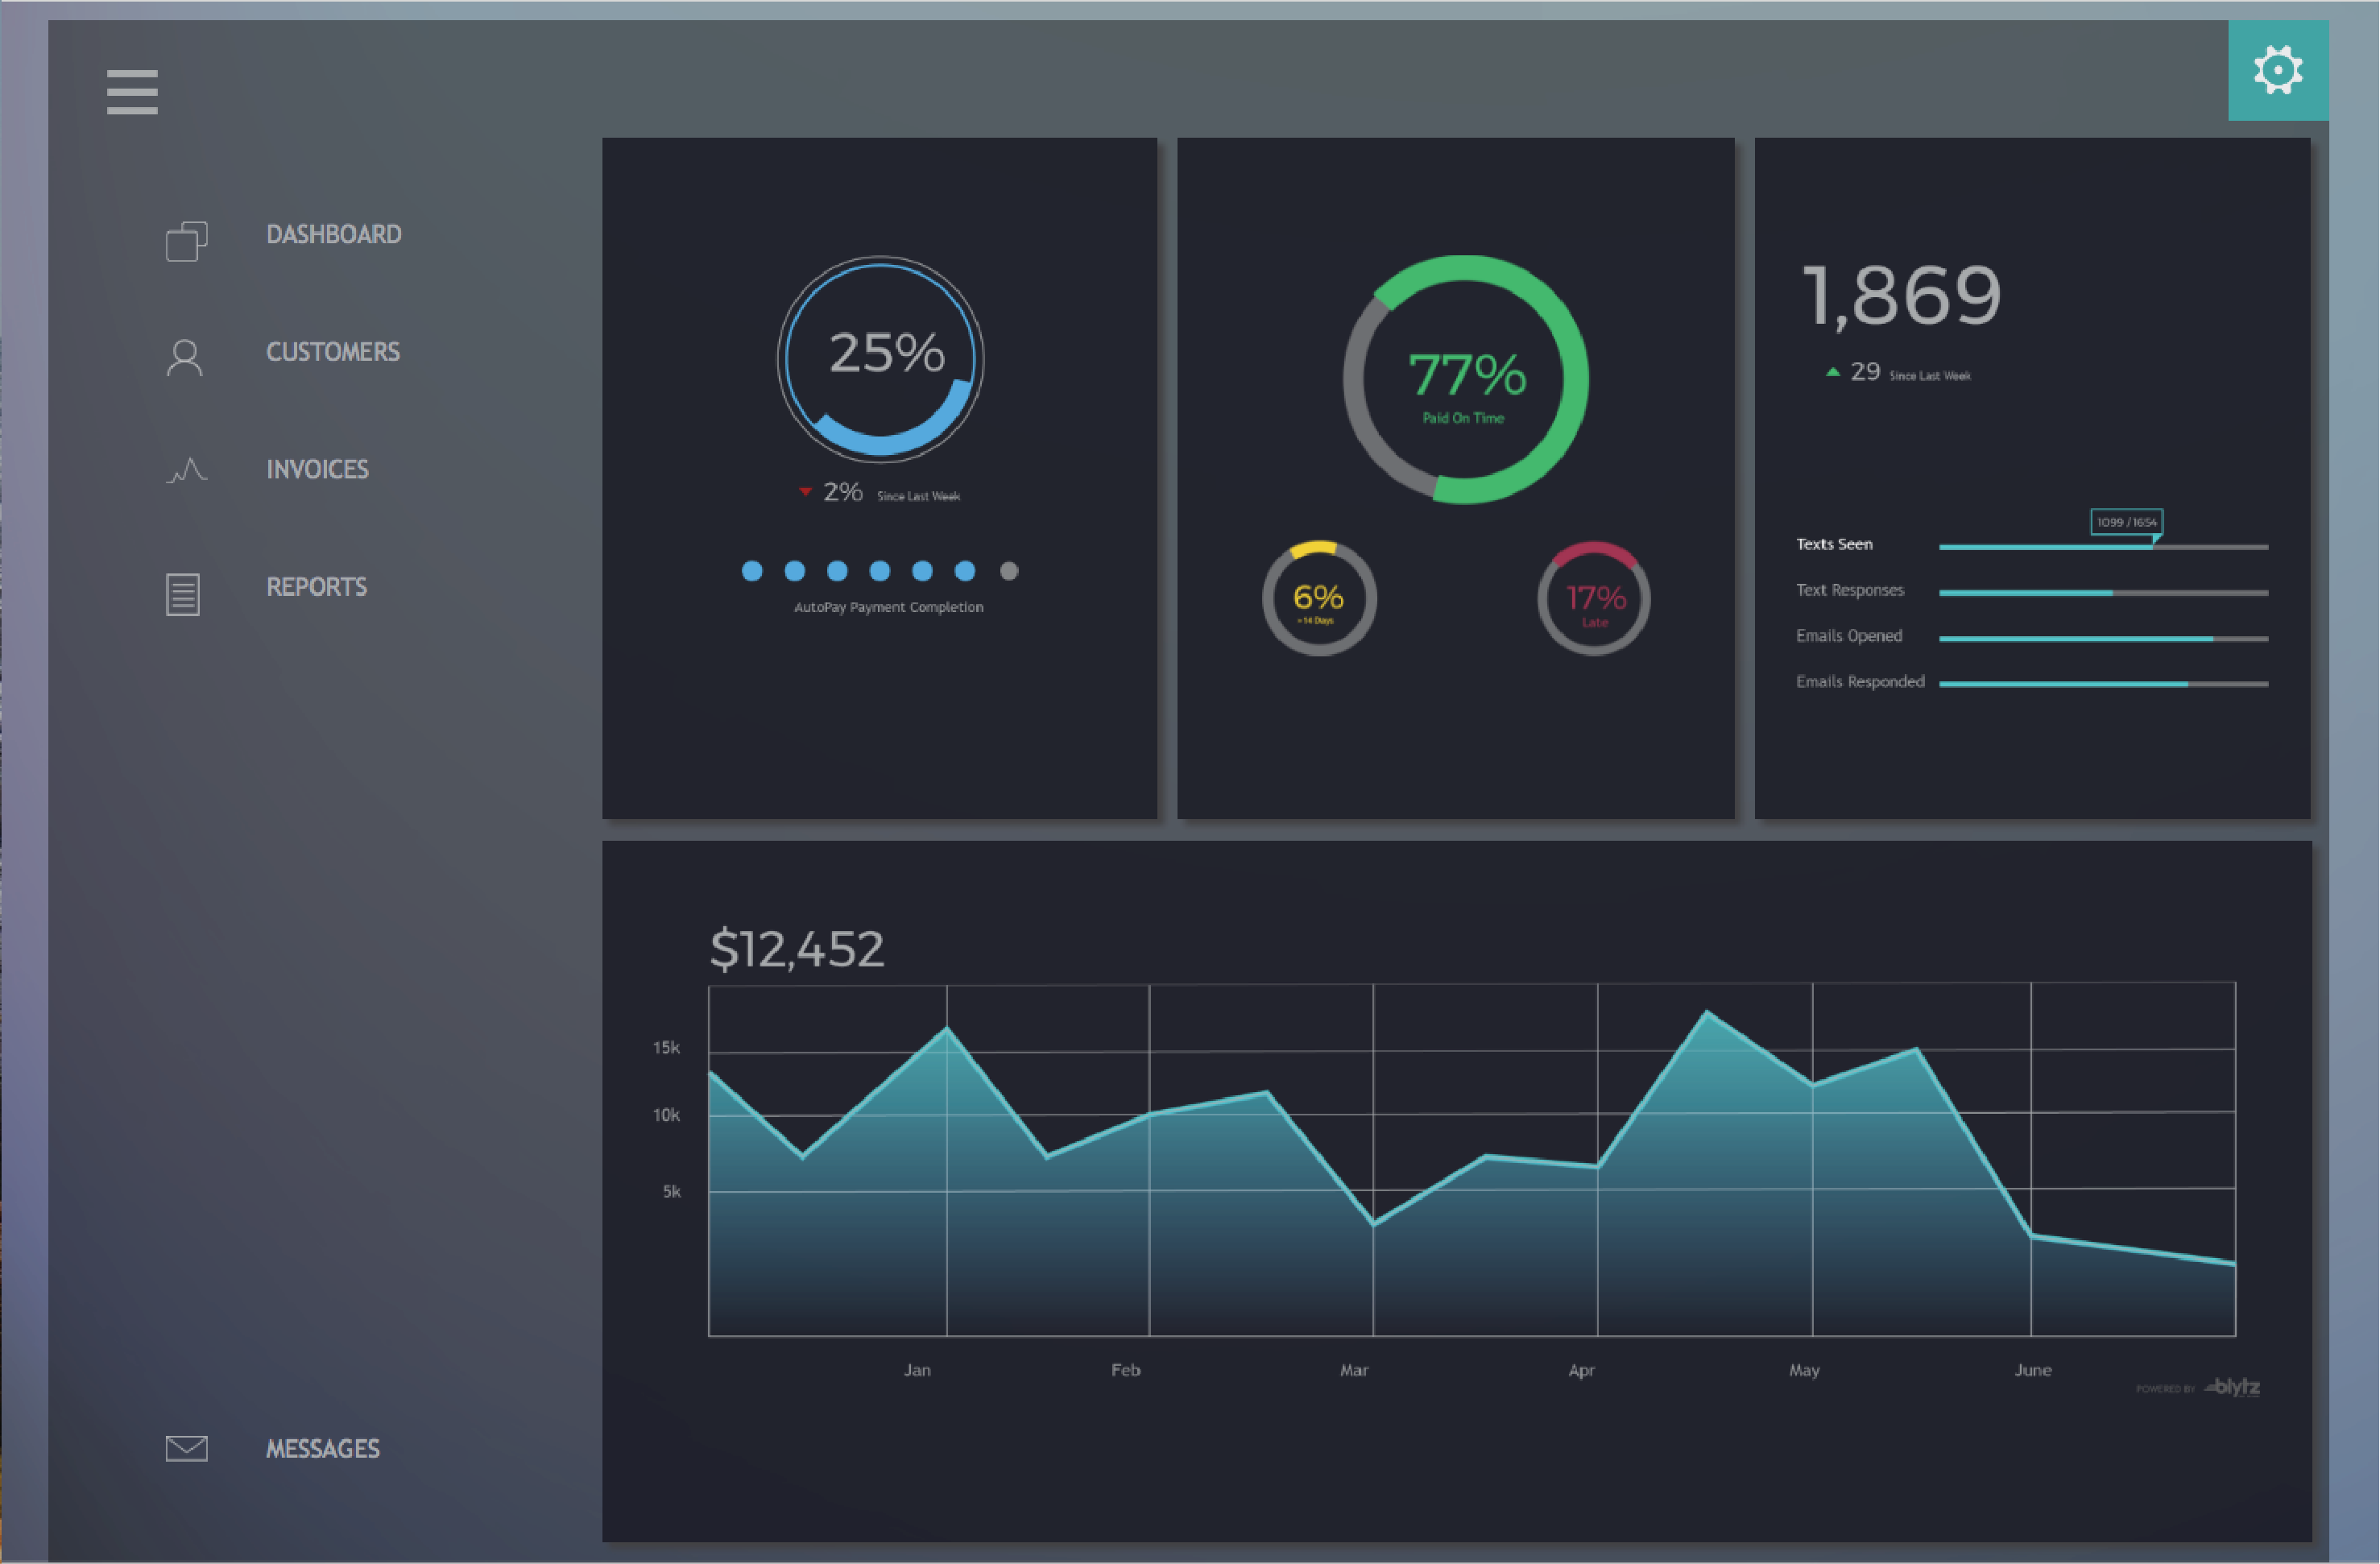 DASHBOARD
CUSTOMERS
INVOICES
REPORTS
MESSAGES
25%
2% Since Last Week
AutoPay Payment Completion
77%
Paid On Time
6%
+14 Days
17%
Late
1,869
29 Since Last Week
1099 / 1654
Texts Seen
Text Responses
Emails Opened
Emails Responded
$12,452
15k
10k
5k
Jan Feb Mar Apr May June
POWERED BY blytz